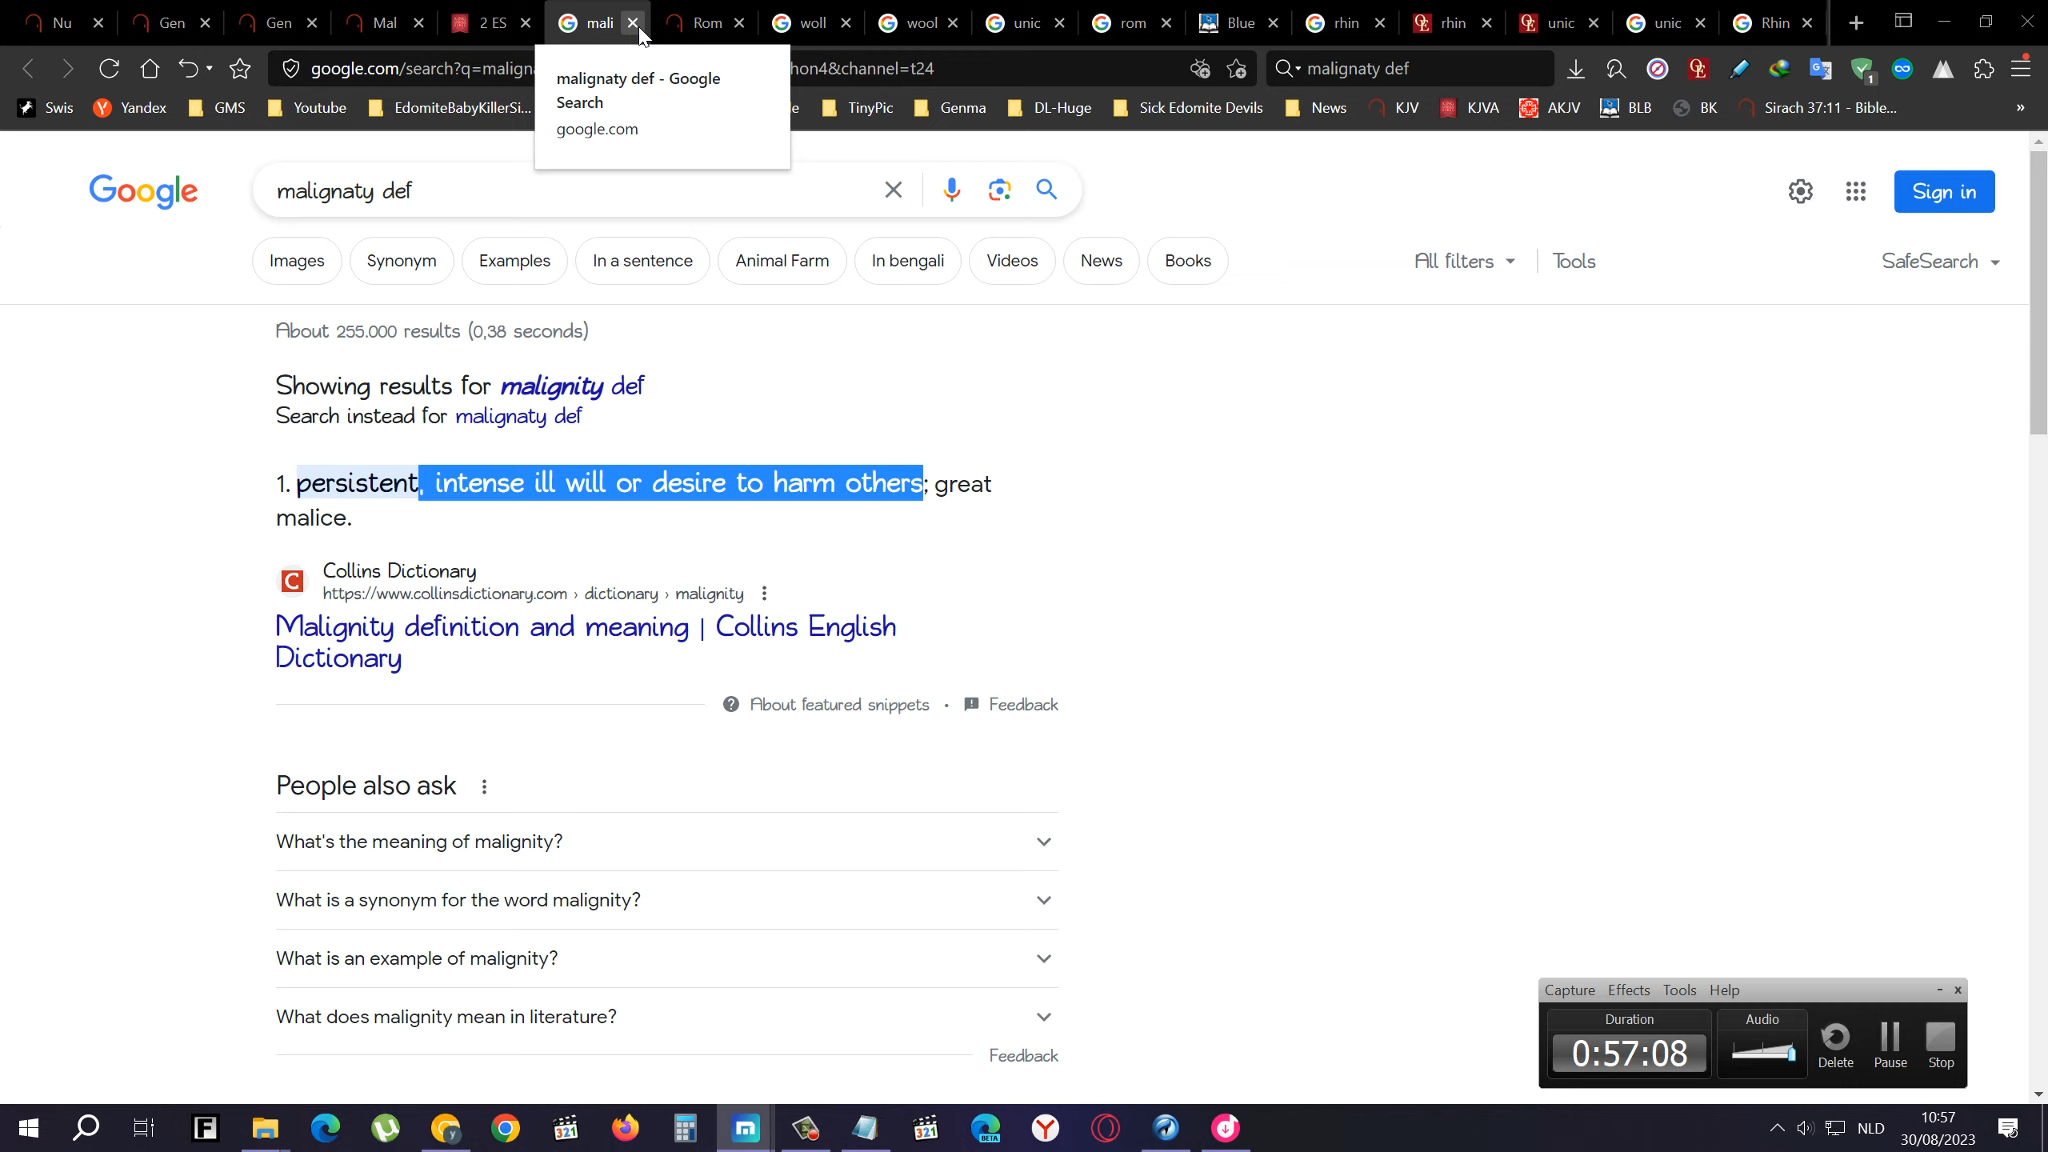 Nu Gen Gen Mal 2 ES mali Rom woll wool unic rom Blue rhin rhin unic unic Rhin
google.com/search?q=maligna hon4&channel=t24 malignaty def
Swis Yandex GMS Youtube EdomiteBabyKillerSi... e TinyPic Genma DL-Huge Sick Edomite Devils News KJV KJVA AKJV BLB BK Sirach 37:11 - Bible... »
malignaty def - Google
Search
google.com
Google malignaty def Sign in
Images Synonym Examples In a sentence Animal Farm In bengali Videos News Books All filters Tools SafeSearch
About 255.000 results (0,38 seconds)
Showing results for malignity def
Search instead for malignaty def
1. persistent, intense ill will or desire to harm others; great
malice.
Collins Dictionary
https://www.collinsdictionary.com › dictionary › malignity
Malignity definition and meaning | Collins English
Dictionary
About featured snippets • Feedback
People also ask
What's the meaning of malignity?
What is a synonym for the word malignity?
What is an example of malignity?
What does malignity mean in literature?
Feedback
Capture Effects Tools Help
Duration Audio
0:57:08 Delete Pause Stop
NLD 10:57
30/08/2023